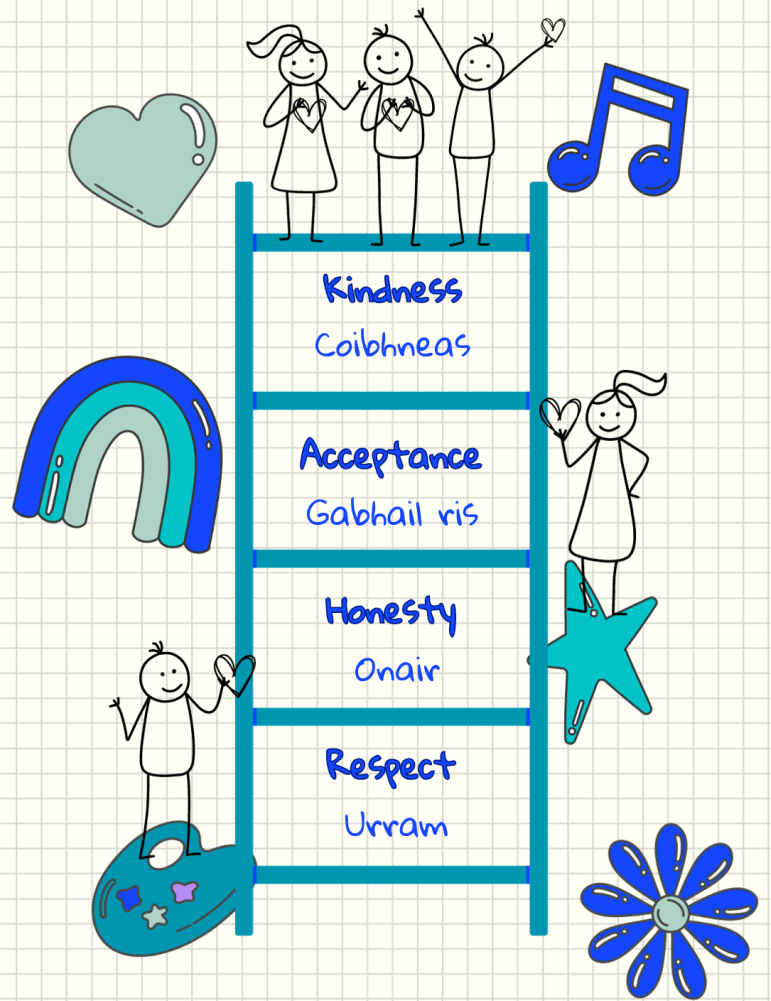 Kindness
Coibhneas
Acceptance
Gabhail ris
Honesty
Onair
Respect
Urram